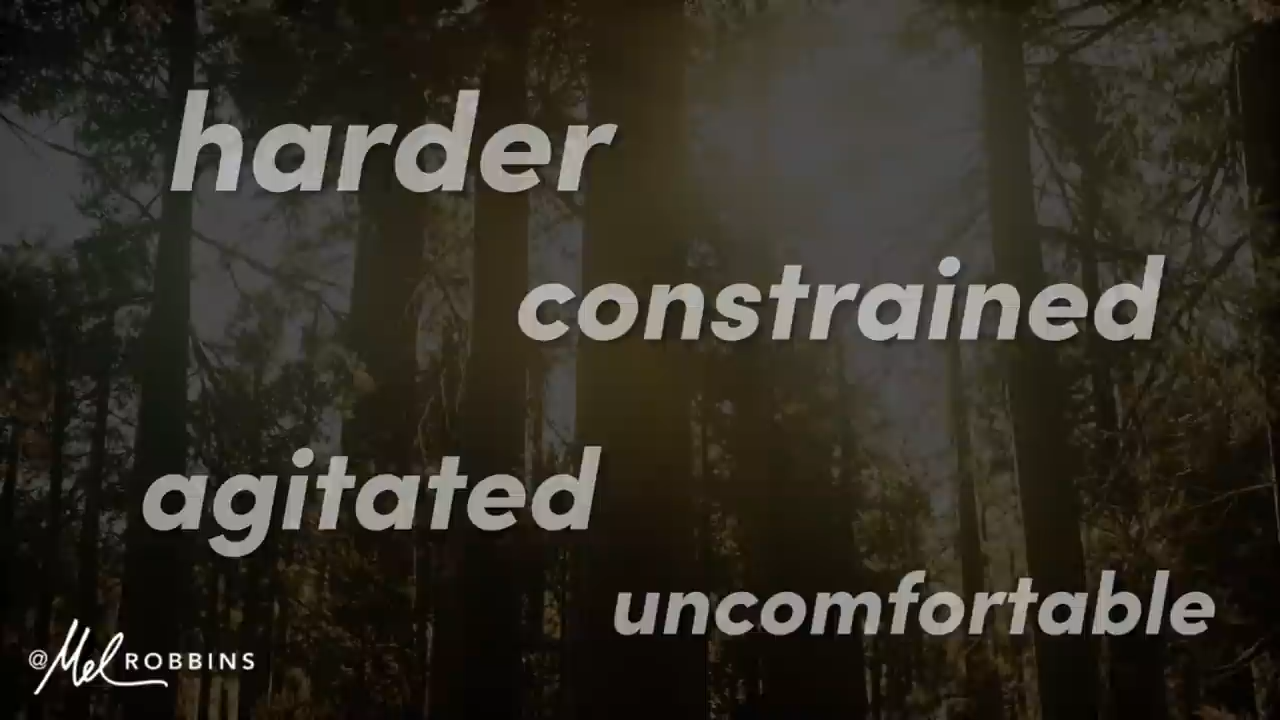 harder
constrained
agitated
uncomfortable
@Mel ROBBINS